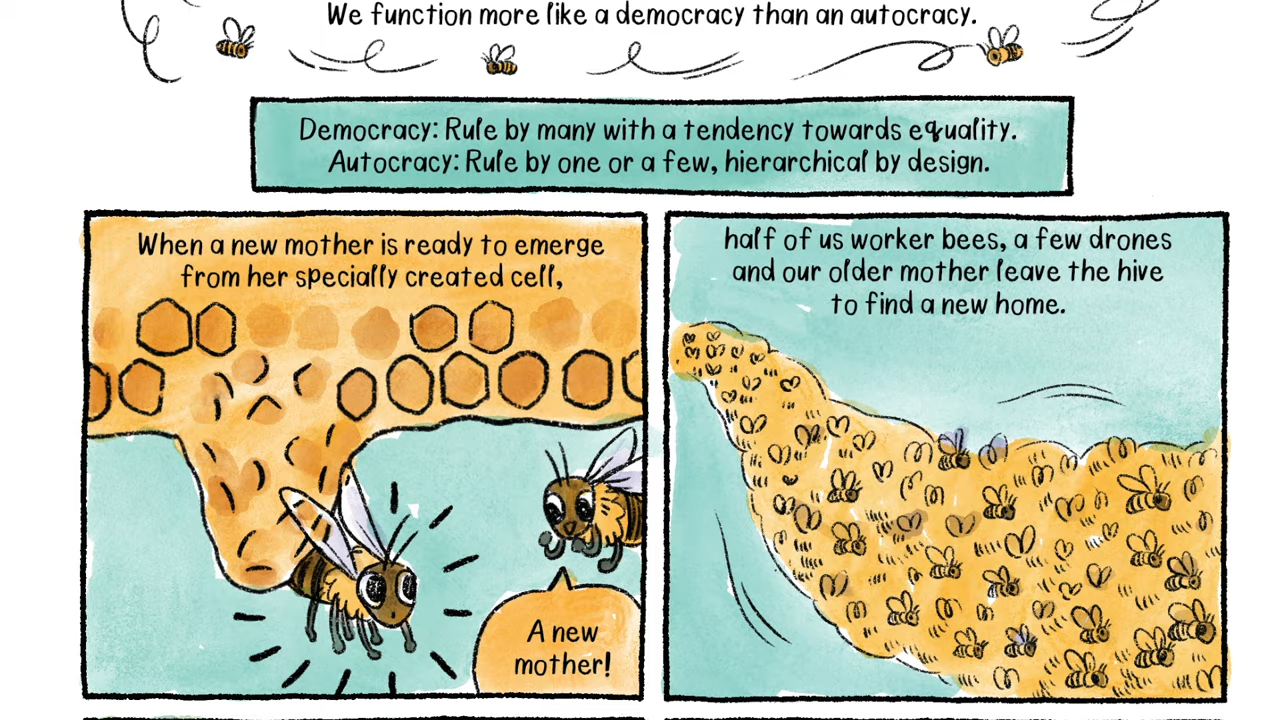 We function more like a democracy than an autocracy.
Democracy: Rule by many with a tendency towards equality.
Autocracy: Rule by one or a few, hierarchical by design.
When a new mother is ready to emerge
from her specially created cell,
A new
mother!
half of us worker bees, a few drones
and our older mother leave the hive
to find a new home.